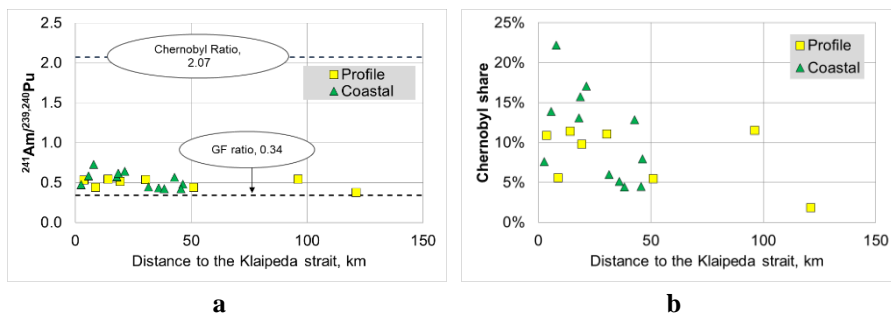 2.5
2.0
1.5
1.0
0.5
0.0
²⁴¹Am/²³⁹,²⁴⁰Pu
Chernobyl Ratio,
2.07
Profile
Coastal
GF ratio, 0.34
0
50
100
150
Distance to the Klaipeda strait, km
a
25%
20%
15%
10%
5%
0%
Chernobyl share
Profile
Coastal
0
50
100
150
Distance to the Klaipeda strait, km
b